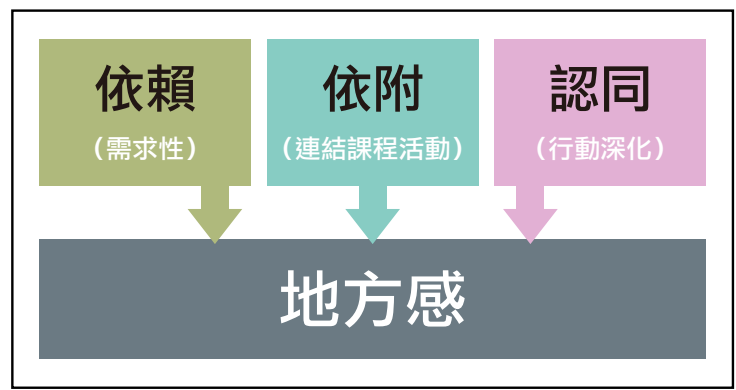 依賴
（需求性）
依附
（連結課程活動）
認同
（行動深化）
地方感